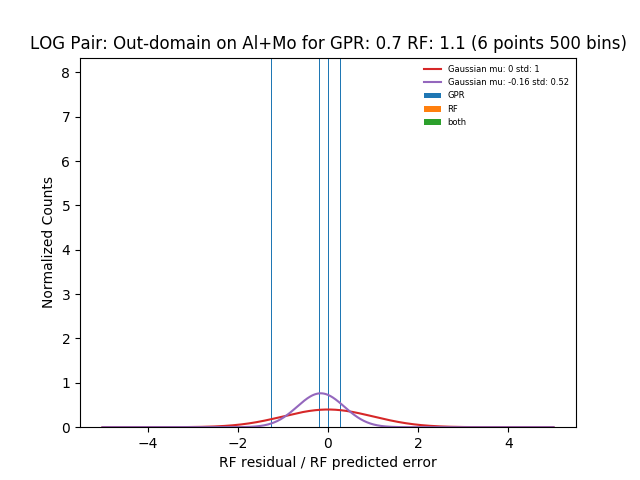 LOG Pair: Out-domain on Al+Mo for GPR: 0.7 RF: 1.1 (6 points 500 bins)
Gaussian mu: 0 std: 1
Gaussian mu: -0.16 std: 0.52
GPR
RF
both
8
7
6
5
4
3
2
1
0
Normalized Counts
−4
−2
0
2
4
RF residual / RF predicted error